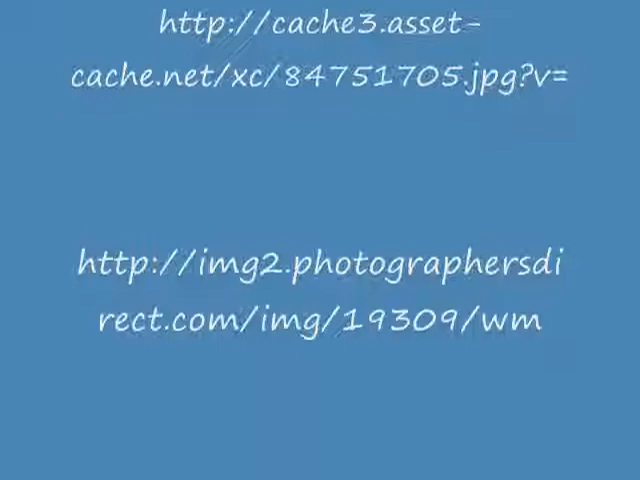 http://cache3.asset-
cache.net/xc/84751705.jpg?v=
http://img2.photographersdi
rect.com/img/19309/wm